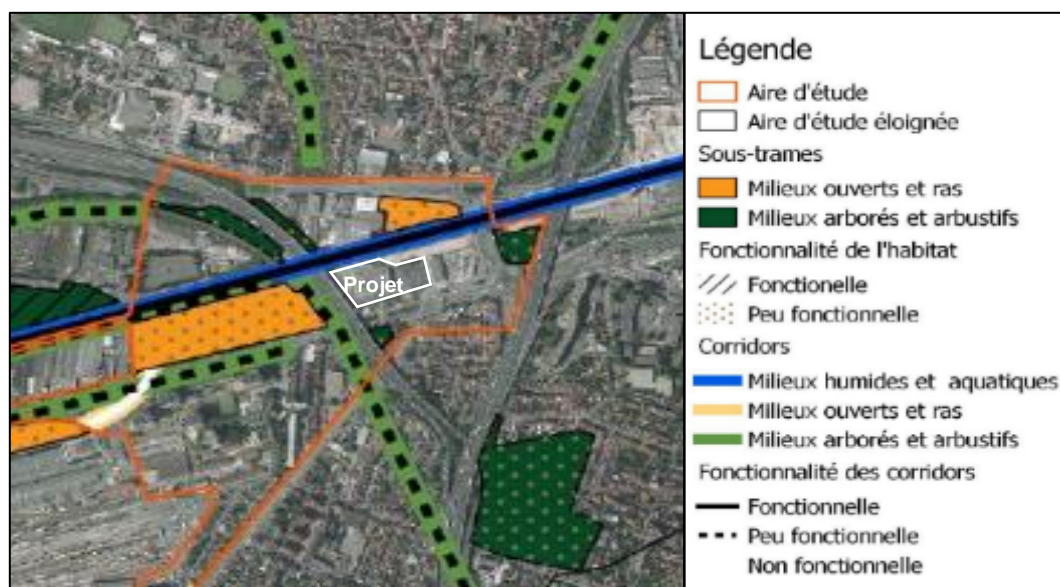 Projet
Légende
Aire d'étude
Aire d'étude éloignée
Sous-trames
Milieux ouverts et ras
Milieux arborés et arbustifs
Fonctionnalité de l'habitat
Fonctionelle
Peu fonctionnelle
Corridors
Milieux humides et aquatiques
Milieux ouverts et ras
Milieux arborés et arbustifs
Fonctionnalité des corridors
Fonctionnelle
Peu fonctionnelle
Non fonctionnelle